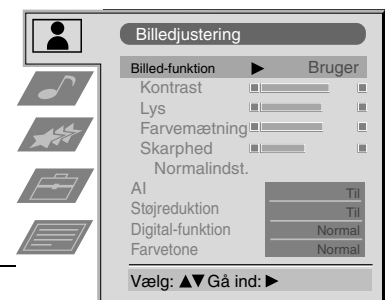 Billedjustering
Billed-funktion ▶ Bruger
Kontrast
Lys
Farvemætning
Skarphed
Normalindst.
AI Til
Støjreduktion Til
Digital-funktion Normal
Farvetone Normal
Vælg: ▲▼ Gå ind: ▶